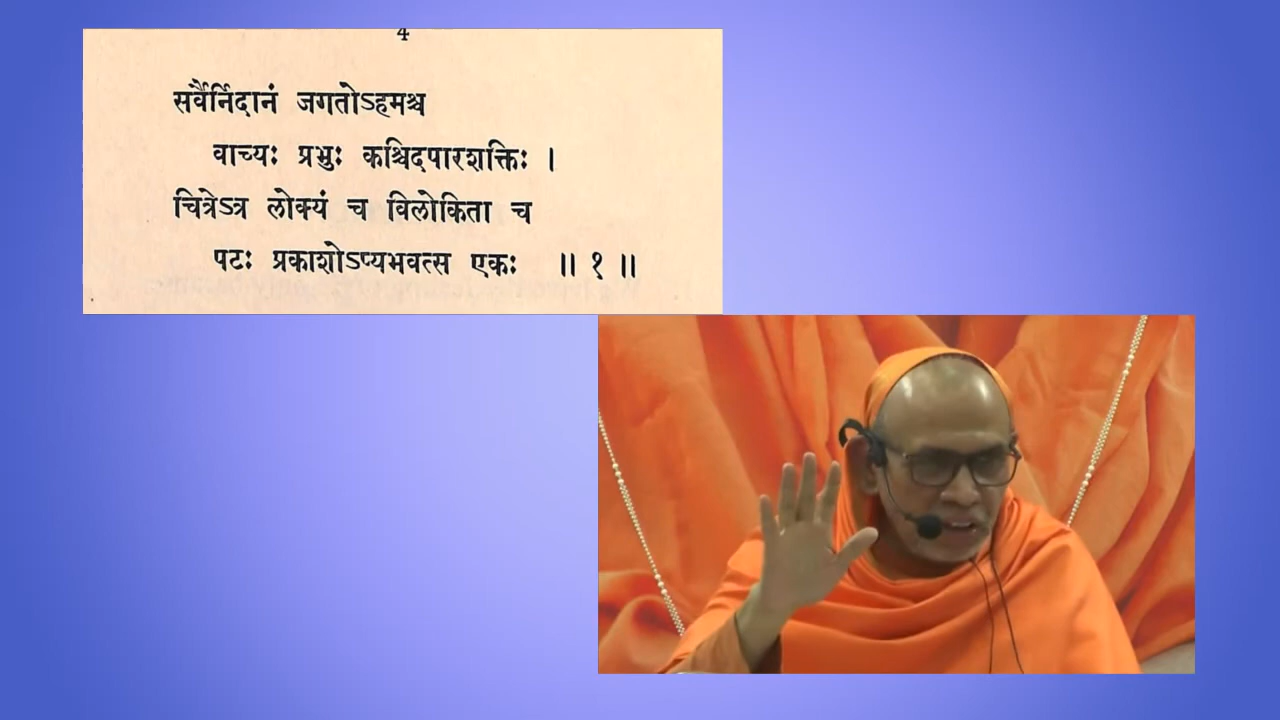 4
सर्वैर्निदानं जगतोऽहमश्च
वाच्यः प्रभुः कश्चिदपारशक्तिः ।
चित्रेऽत्र लोक्यं च विलोकिता च
पटः प्रकाशोऽप्यभवत्स एकः ॥ १ ॥